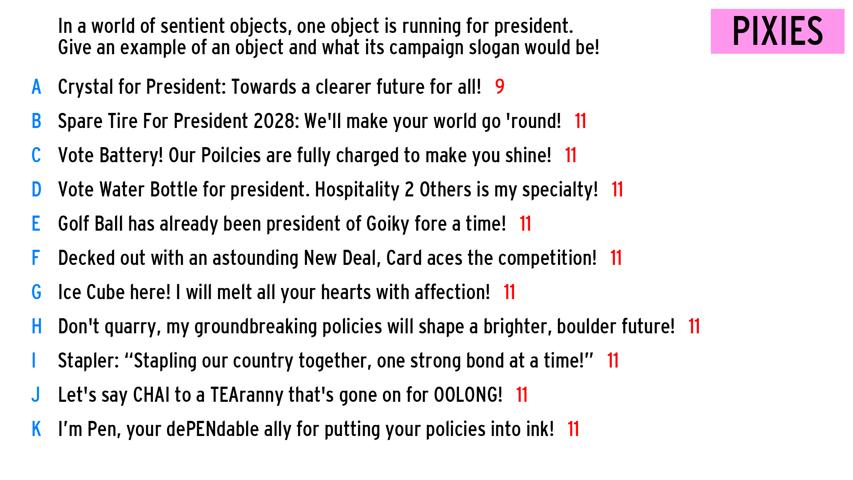 In a world of sentient objects, one object is running for president.
Give an example of an object and what its campaign slogan would be!
PIXIES
A Crystal for President: Towards a clearer future for all! 9
B Spare Tire For President 2028: We'll make your world go 'round! 11
C Vote Battery! Our Poilcies are fully charged to make you shine! 11
D Vote Water Bottle for president. Hospitality 2 Others is my specialty! 11
E Golf Ball has already been president of Goiky fore a time! 11
F Decked out with an astounding New Deal, Card aces the competition! 11
G Ice Cube here! I will melt all your hearts with affection! 11
H Don't quarry, my groundbreaking policies will shape a brighter, boulder future! 11
I Stapler: “Stapling our country together, one strong bond at a time!” 11
J Let's say CHAI to a TEAranny that's gone on for OOLONG! 11
K I’m Pen, your dePENdable ally for putting your policies into ink! 11